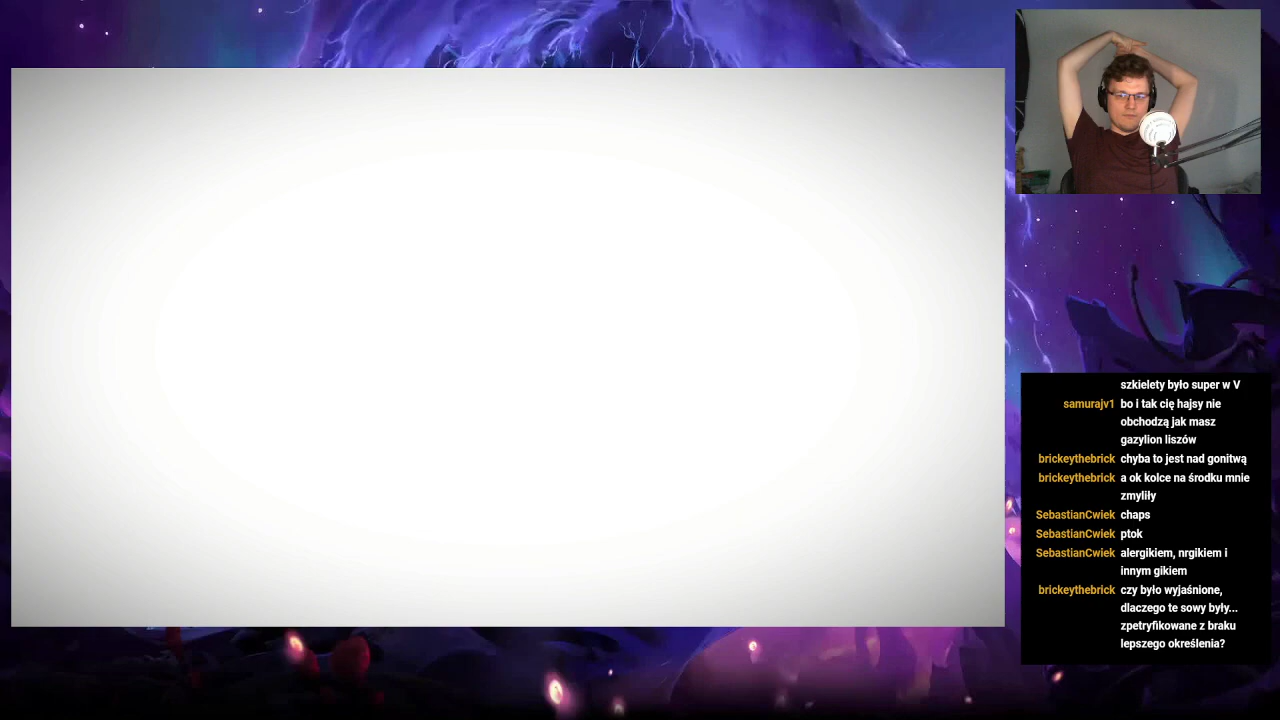 szkielety było super w V
samurajv1 bo i tak cię hajsy nie
obchodzą jak masz
gazylion liszów
brickeythebrick chyba to jest nad gonitwą
brickeythebrick a ok kolce na środku mnie
zmyliły
SebastianCwiek chaps
SebastianCwiek ptok
SebastianCwiek alergikiem, nrgikiem i
innym gikiem
brickeythebrick czy było wyjaśnione,
dlaczego te sowy były...
zpetryfikowane z braku
lepszego określenia?